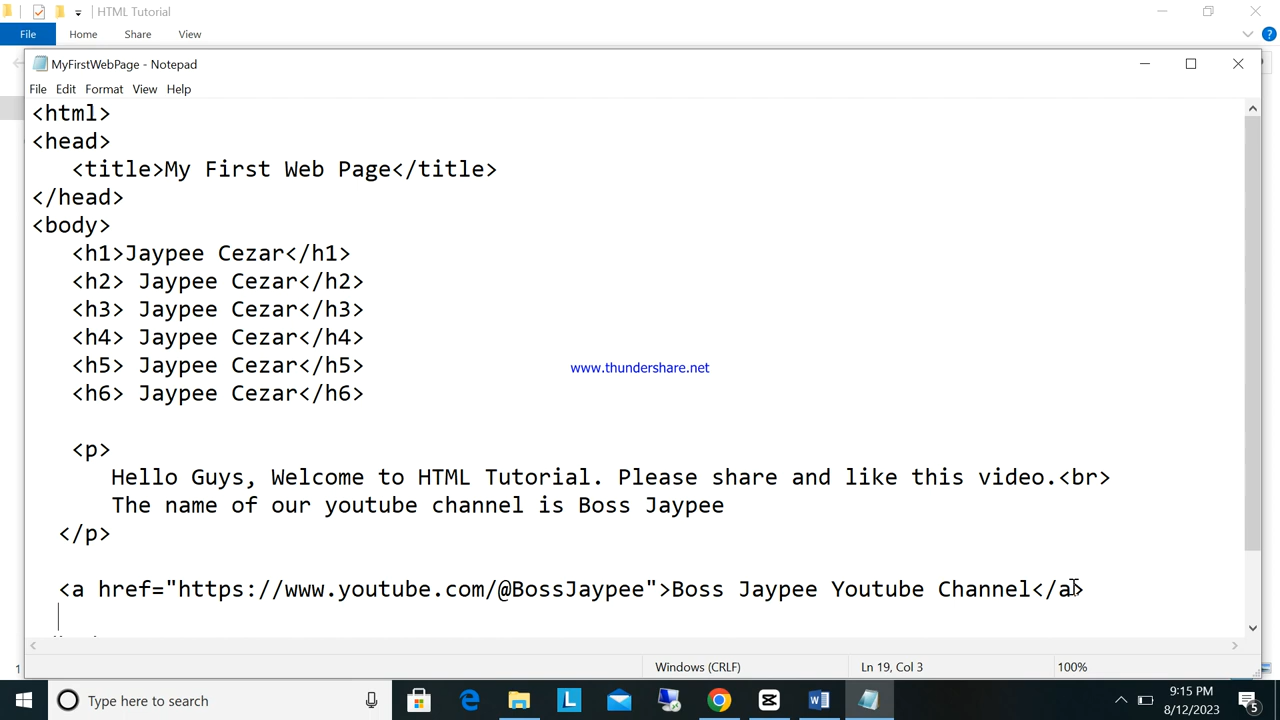 HTML Tutorial
File Home Share View
MyFirstWebPage - Notepad
File Edit Format View Help
<html>
<head>
<title>My First Web Page</title>
</head>
<body>
<h1>Jaypee Cezar</h1>
<h2> Jaypee Cezar</h2>
<h3> Jaypee Cezar</h3>
<h4> Jaypee Cezar</h4>
<h5> Jaypee Cezar</h5>
www.thundershare.net
<h6> Jaypee Cezar</h6>
<p>
Hello Guys, Welcome to HTML Tutorial. Please share and like this video.<br>
The name of our youtube channel is Boss Jaypee
</p>
<a href="https://www.youtube.com/@BossJaypee">Boss Jaypee Youtube Channel</a>
Windows (CRLF) Ln 19, Col 3 100%
Type here to search
9:15 PM
8/12/2023
5